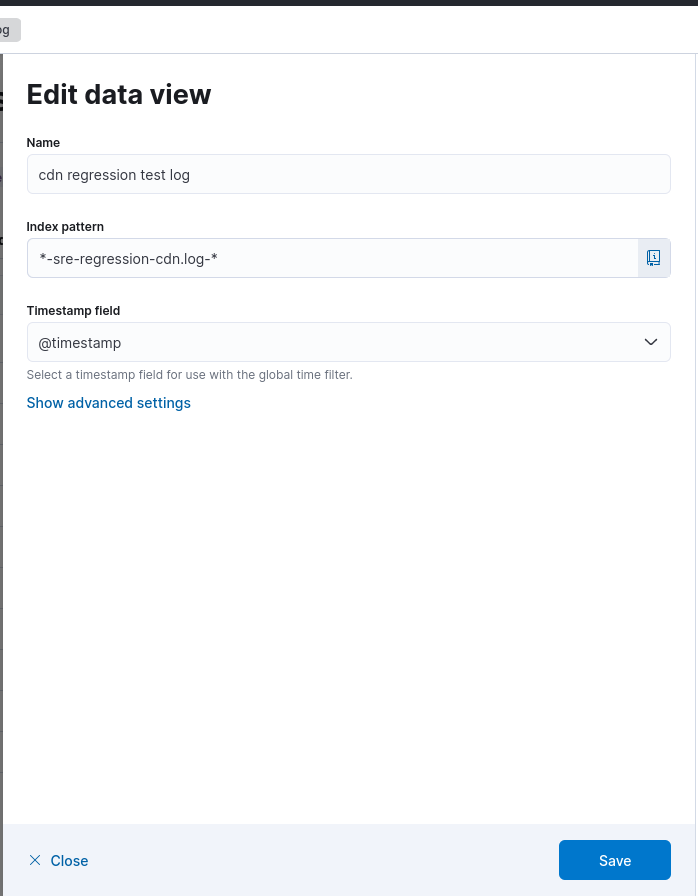 og
Edit data view
Name
cdn regression test log
Index pattern
*-sre-regression-cdn.log-*
Timestamp field
@timestamp
Select a timestamp field for use with the global time filter.
Show advanced settings
Close
Save